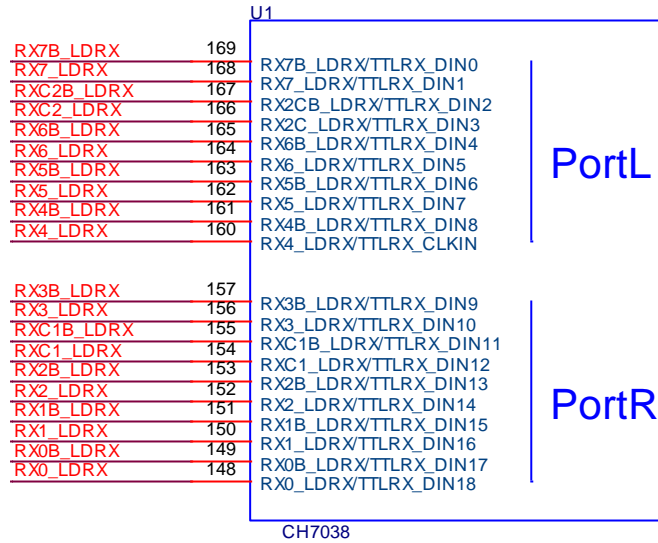 U1
RX7B_LDRX 169 RX7B_LDRX/TTLRX_DIN0
RX7_LDRX 168 RX7_LDRX/TTLRX_DIN1
RXC2B_LDRX 167 RX2CB_LDRX/TTLRX_DIN2
RXC2_LDRX 166 RX2C_LDRX/TTLRX_DIN3
RX6B_LDRX 165 RX6B_LDRX/TTLRX_DIN4
RX6_LDRX 164 RX6_LDRX/TTLRX_DIN5
RX5B_LDRX 163 RX5B_LDRX/TTLRX_DIN6
RX5_LDRX 162 RX5_LDRX/TTLRX_DIN7
RX4B_LDRX 161 RX4B_LDRX/TTLRX_DIN8
RX4_LDRX 160 RX4_LDRX/TTLRX_CLKIN
PortL
RX3B_LDRX 157 RX3B_LDRX/TTLRX_DIN9
RX3_LDRX 156 RX3_LDRX/TTLRX_DIN10
RXC1B_LDRX 155 RXC1B_LDRX/TTLRX_DIN11
RXC1_LDRX 154 RXC1_LDRX/TTLRX_DIN12
RX2B_LDRX 153 RX2B_LDRX/TTLRX_DIN13
RX2_LDRX 152 RX2_LDRX/TTLRX_DIN14
RX1B_LDRX 151 RX1B_LDRX/TTLRX_DIN15
RX1_LDRX 150 RX1_LDRX/TTLRX_DIN16
RX0B_LDRX 149 RX0B_LDRX/TTLRX_DIN17
RX0_LDRX 148 RX0_LDRX/TTLRX_DIN18
PortR
CH7038